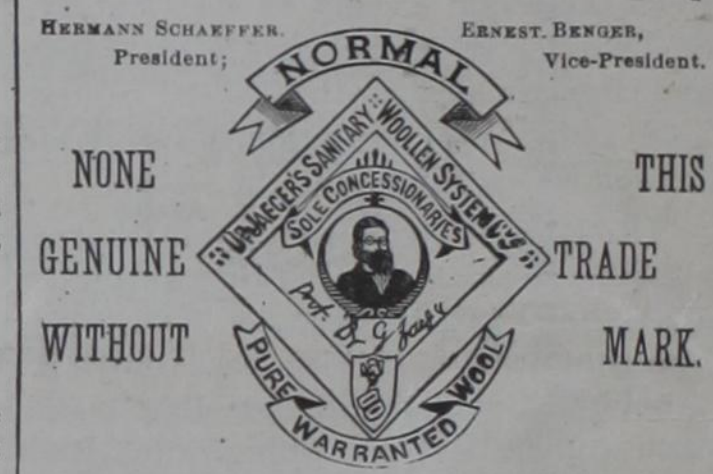 HERMANN SCHAEFFER.
President;
ERNEST. BENGER,
Vice-President.
NORMAL
NONE
GENUINE
WITHOUT
DR. JAEGER'S SANITARY
WOOLLEN SYSTEM Co's
SOLE CONCESSIONARIES
Prof. Dr G Jaeger
PURE
WARRANTED
WOOL
THIS
TRADE
MARK.